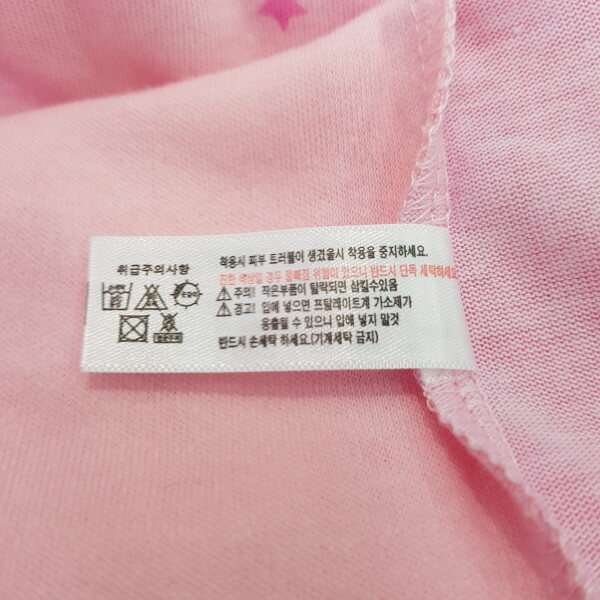 취급주의사항
착용시 피부 트러블이 생겼을시 착용을 중지하세요.
진한 색상일 경우 물빠짐 위험이 있으니 반드시 단독 세탁하세요
주의! 작은부품이 탈락되면 삼킬수있음
경고! 입에 넣으면 프탈레이트계 가소제가
용출될 수 있으니 입에 넣지 말것
반드시 손세탁 하세요.(기계세탁 금지)